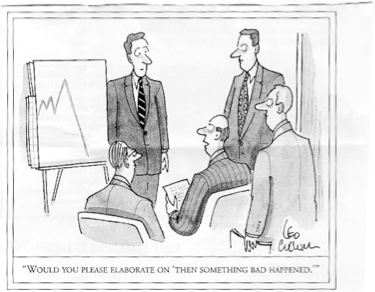 LEO
CULLUM
"WOULD YOU PLEASE ELABORATE ON 'THEN SOMETHING BAD HAPPENED.'"